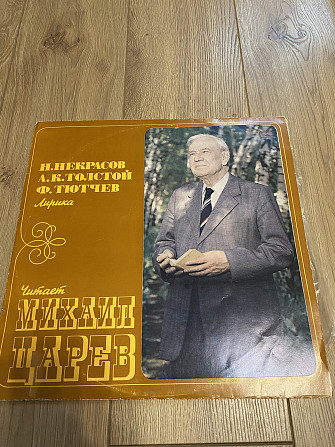 Н. НЕКРАСОВ
А. К. ТОЛСТОЙ
Ф. ТЮТЧЕВ
Лирика
Читает
МИХАИЛ
ЦАРЕВ